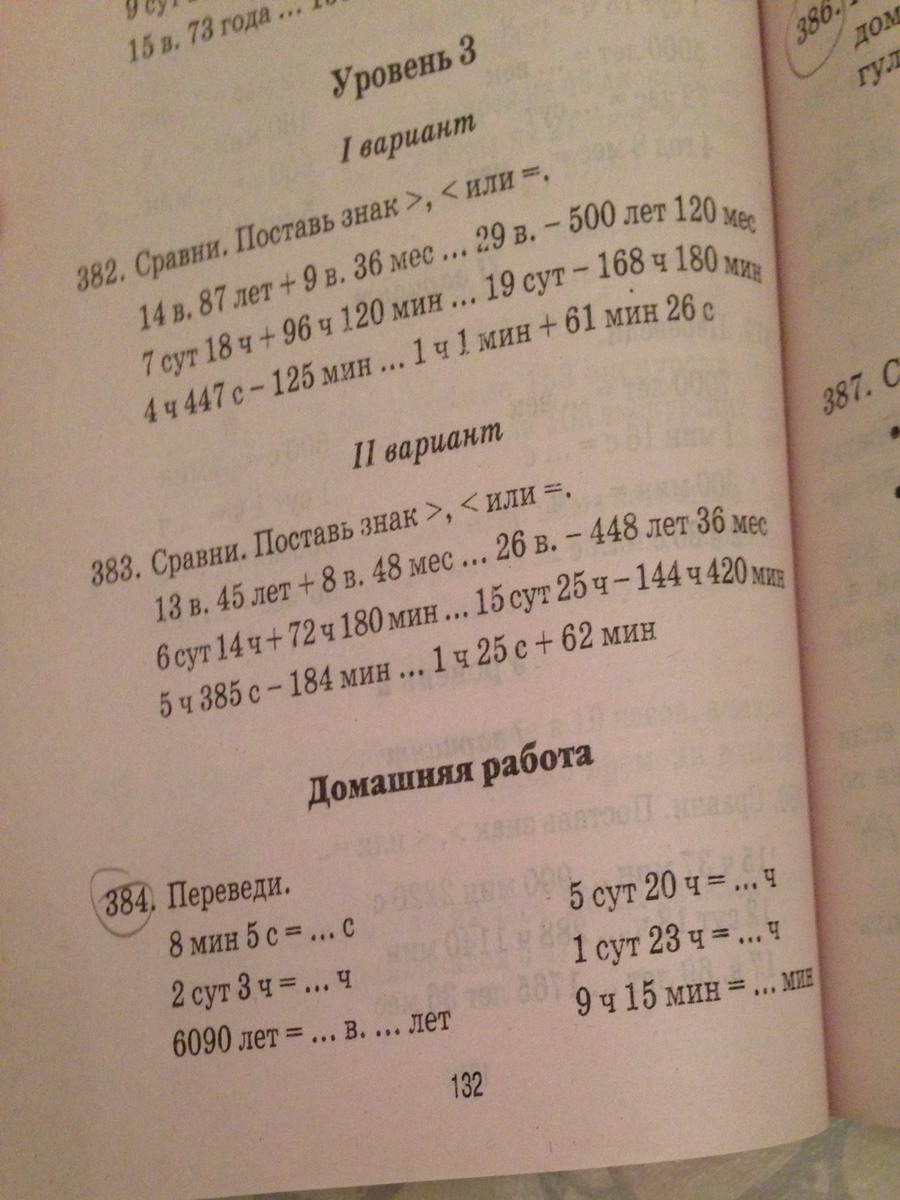 15 в. 73 года ...
Уровень 3
I вариант
382. Сравни. Поставь знак >, < или =.
14 в. 87 лет + 9 в. 36 мес ... 29 в. − 500 лет 120 мес
7 сут 18 ч + 96 ч 120 мин ... 19 сут − 168 ч 180 мин
4 ч 447 с − 125 мин ... 1 ч 1 мин + 61 мин 26 с
II вариант
383. Сравни. Поставь знак >, < или =.
13 в. 45 лет + 8 в. 48 мес ... 26 в. − 448 лет 36 мес
6 сут 14 ч + 72 ч 180 мин ... 15 сут 25 ч − 144 ч 420 мин
5 ч 385 с − 184 мин ... 1 ч 25 с + 62 мин
Домашняя работа
384. Переведи.
8 мин 5 с = ... с
2 сут 3 ч = ... ч
6090 лет = ... в. ... лет
5 сут 20 ч = ... ч
1 сут 23 ч = ... ч
9 ч 15 мин = ... мин
132
386.
387.